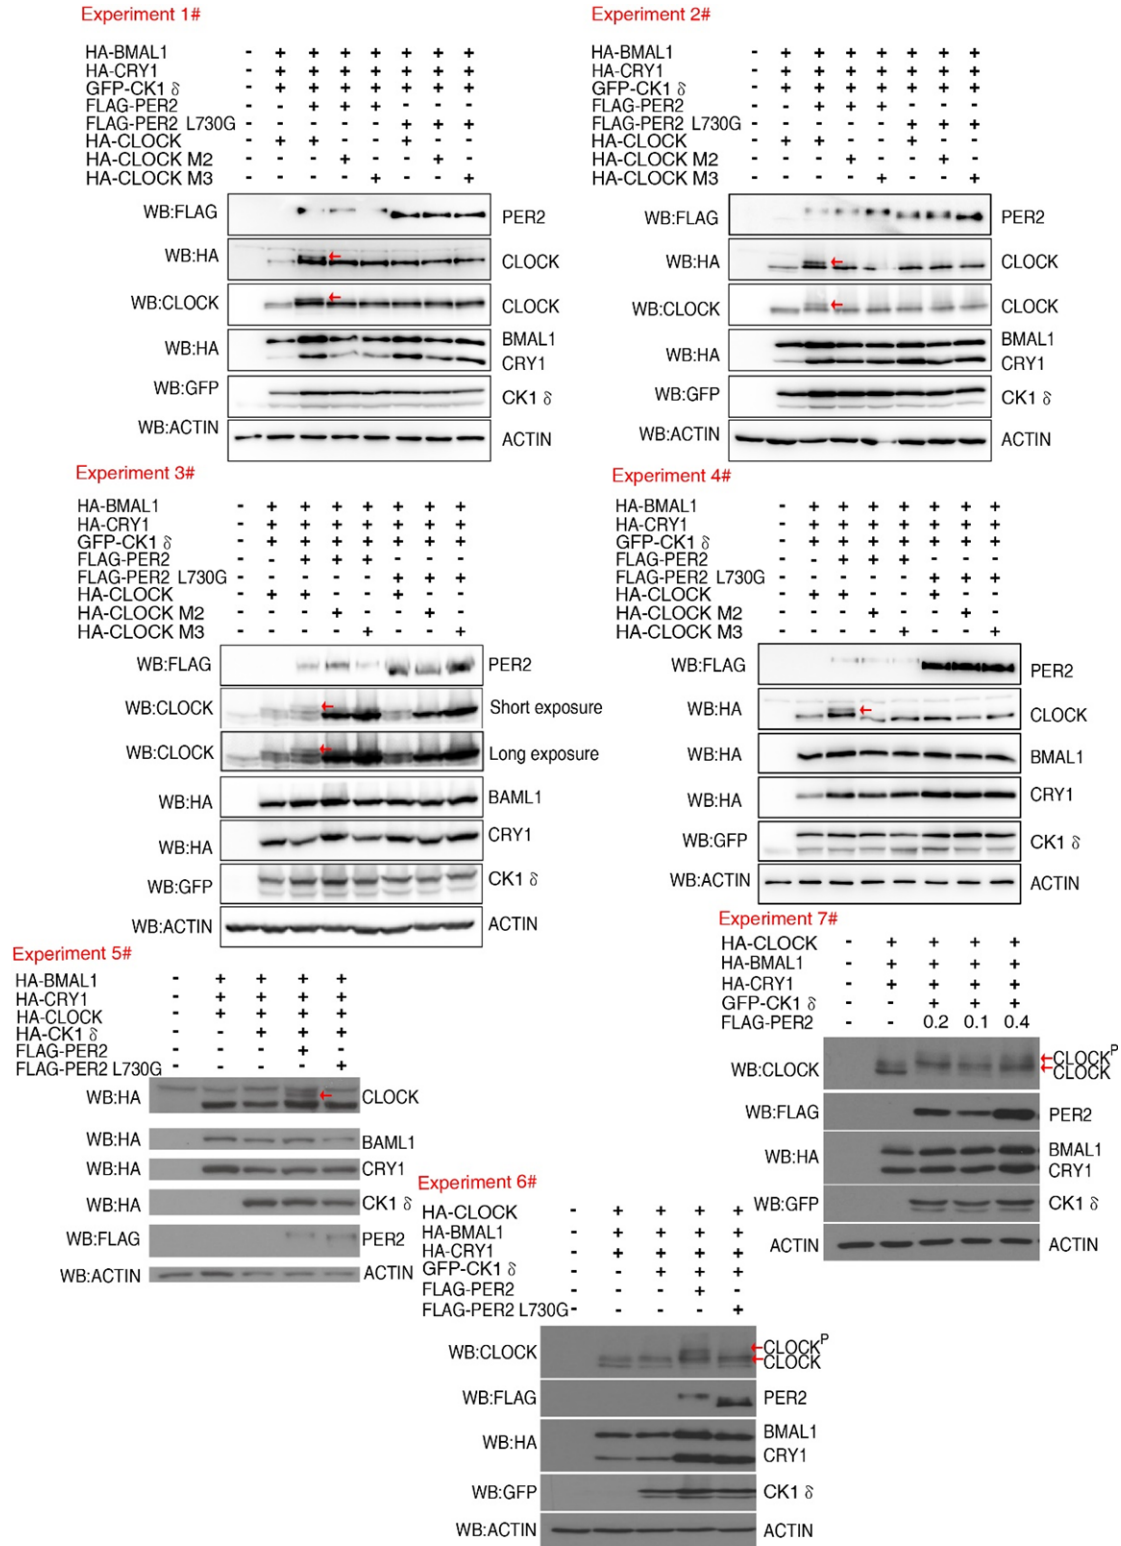 Experiment 1#
HA-BMAL1 - + + + + + + +
HA-CRY1 - + + + + + + +
GFP-CK1 δ - + + + + + + +
FLAG-PER2 - - + + + - - -
FLAG-PER2 L730G - - - - - + + +
HA-CLOCK - + + - - + - -
HA-CLOCK M2 - - - + - - + -
HA-CLOCK M3 - - - - + - - +
WB:FLAG PER2
WB:HA CLOCK
WB:CLOCK CLOCK
WB:HA BMAL1
CRY1
WB:GFP CK1 δ
WB:ACTIN ACTIN
Experiment 2#
HA-BMAL1 - + + + + + + +
HA-CRY1 - + + + + + + +
GFP-CK1 δ - + + + + + + +
FLAG-PER2 - - + + + - - -
FLAG-PER2 L730G - - - - - + + +
HA-CLOCK - + + - - + - -
HA-CLOCK M2 - - - + - - + -
HA-CLOCK M3 - - - - + - - +
WB:FLAG PER2
WB:HA CLOCK
WB:CLOCK CLOCK
WB:HA BMAL1
CRY1
WB:GFP CK1 δ
WB:ACTIN ACTIN
Experiment 3#
HA-BMAL1 - + + + + + + +
HA-CRY1 - + + + + + + +
GFP-CK1 δ - + + + + + + +
FLAG-PER2 - - + + + - - -
FLAG-PER2 L730G - - - - - + + +
HA-CLOCK - + + - - + - -
HA-CLOCK M2 - - - + - - + -
HA-CLOCK M3 - - - - + - - +
WB:FLAG PER2
WB:CLOCK Short exposure
WB:CLOCK Long exposure
WB:HA BAML1
WB:HA CRY1
WB:GFP CK1 δ
WB:ACTIN ACTIN
Experiment 4#
HA-BMAL1 - + + + + + + +
HA-CRY1 - + + + + + + +
GFP-CK1 δ - + + + + + + +
FLAG-PER2 - - + + + - - -
FLAG-PER2 L730G - - - - - + + +
HA-CLOCK - + + - - + - -
HA-CLOCK M2 - - - + - - + -
HA-CLOCK M3 - - - - + - - +
WB:FLAG PER2
WB:HA CLOCK
WB:HA BMAL1
WB:HA CRY1
WB:GFP CK1 δ
WB:ACTIN ACTIN
Experiment 5#
HA-BMAL1 - + + + +
HA-CRY1 - + + + +
HA-CLOCK - + + + +
HA-CK1 δ - - + + +
FLAG-PER2 - - - + -
FLAG-PER2 L730G - - - - +
WB:HA CLOCK
WB:HA BAML1
WB:HA CRY1
WB:HA CK1 δ
WB:FLAG PER2
WB:ACTIN ACTIN
Experiment 6#
HA-CLOCK - + + + +
HA-BMAL1 - + + + +
HA-CRY1 - + + + +
GFP-CK1 δ - - + + +
FLAG-PER2 - - - + -
FLAG-PER2 L730G - - - - +
WB:CLOCK CLOCKᴾ
CLOCK
WB:FLAG PER2
WB:HA BMAL1
CRY1
WB:GFP CK1 δ
WB:ACTIN ACTIN
Experiment 7#
HA-CLOCK - + + + +
HA-BMAL1 - + + + +
HA-CRY1 - + + + +
GFP-CK1 δ - - + + +
FLAG-PER2 - - 0.2 0.1 0.4
WB:CLOCK CLOCKᴾ
CLOCK
WB:FLAG PER2
WB:HA BMAL1
CRY1
WB:GFP CK1 δ
ACTIN ACTIN